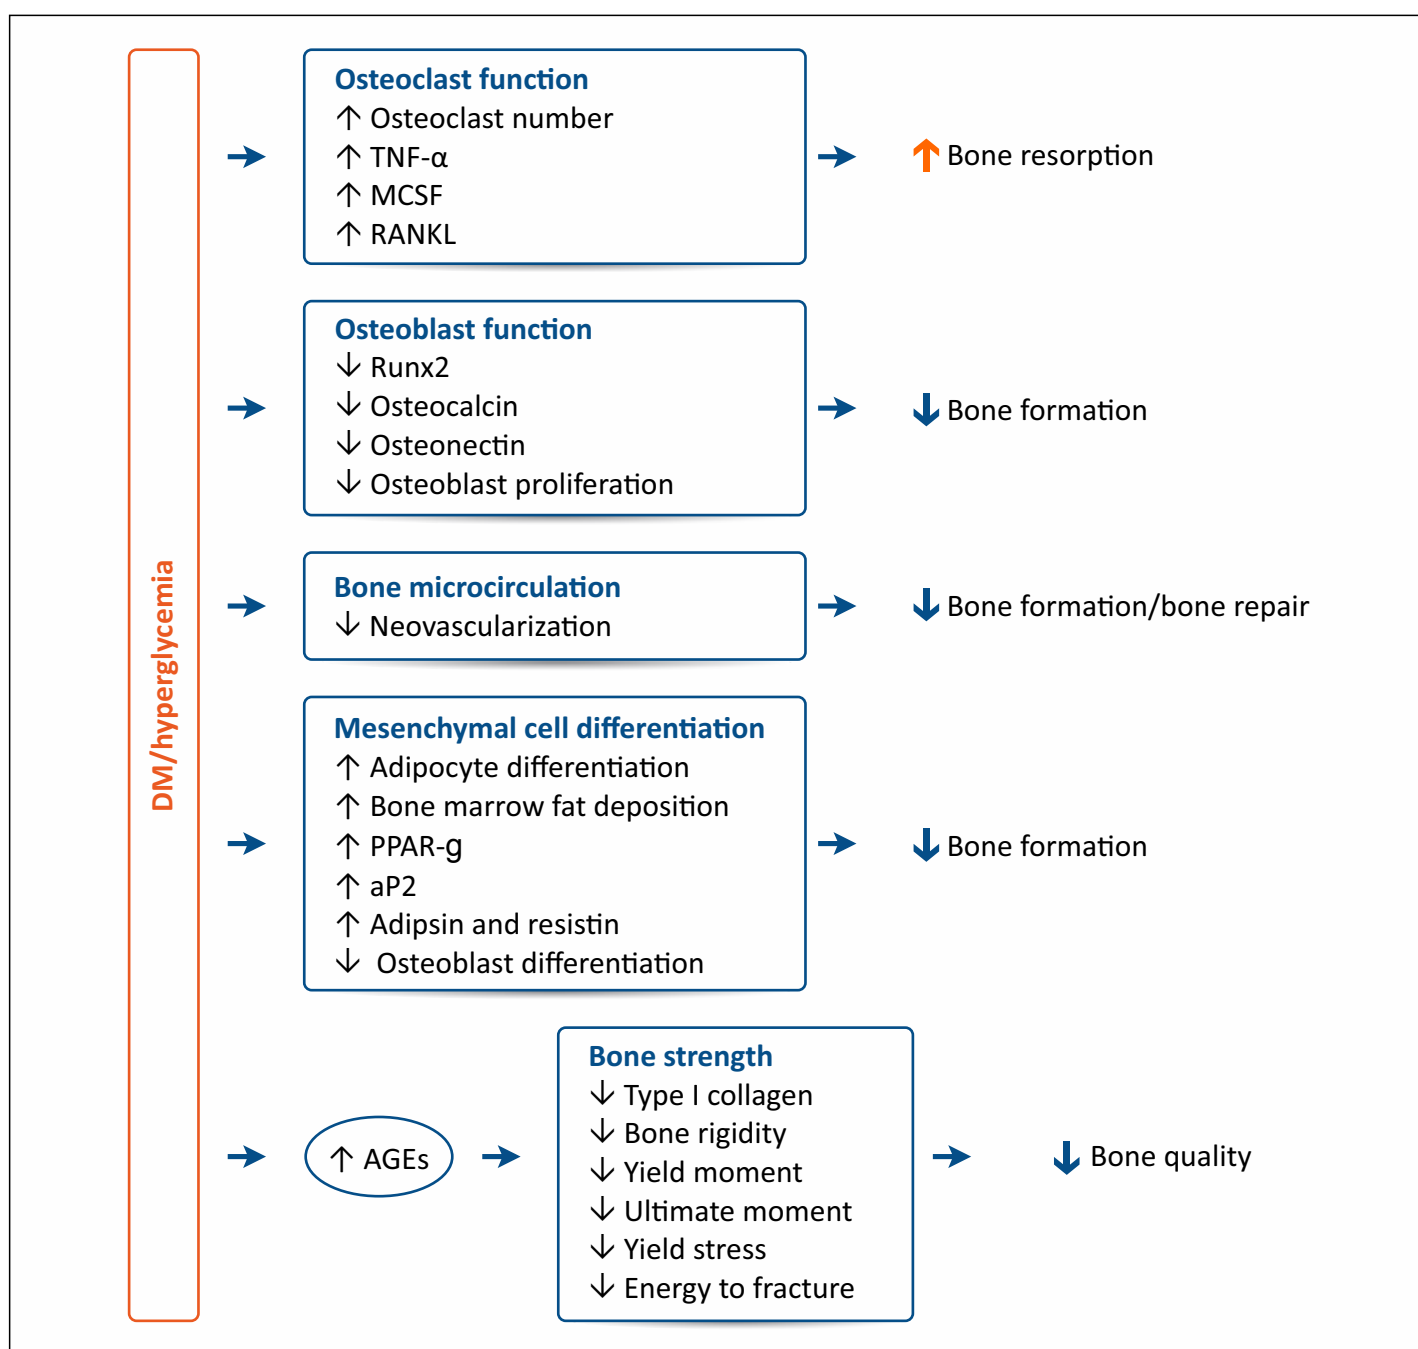 DM/hyperglycemia
Osteoclast function
↑ Osteoclast number
↑ TNF-α
↑ MCSF
↑ RANKL
↑ Bone resorption
Osteoblast function
↓ Runx2
↓ Osteocalcin
↓ Osteonectin
↓ Osteoblast proliferation
↓ Bone formation
Bone microcirculation
↓ Neovascularization
↓ Bone formation/bone repair
Mesenchymal cell differentiation
↑ Adipocyte differentiation
↑ Bone marrow fat deposition
↑ PPAR-g
↑ aP2
↑ Adipsin and resistin
↓ Osteoblast differentiation
↓ Bone formation
↑ AGEs
Bone strength
↓ Type I collagen
↓ Bone rigidity
↓ Yield moment
↓ Ultimate moment
↓ Yield stress
↓ Energy to fracture
↓ Bone quality